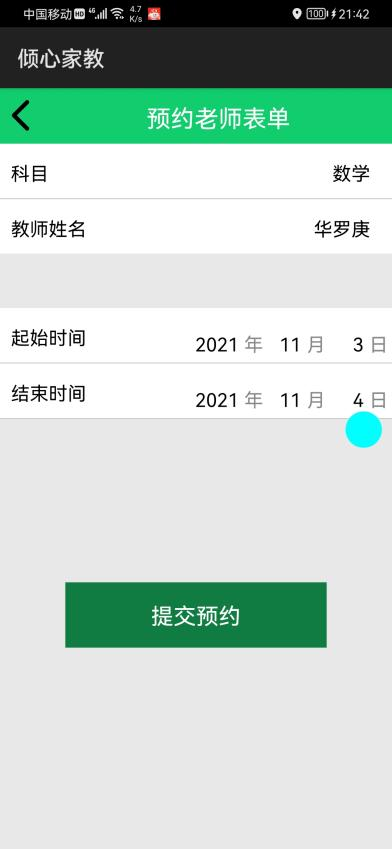 中国移动 HD 4G 4.7 K/s 100 21:42
倾心家教
预约老师表单
科目 数学
教师姓名 华罗庚
起始时间 2021 年 11 月 3 日
结束时间 2021 年 11 月 4 日
提交预约